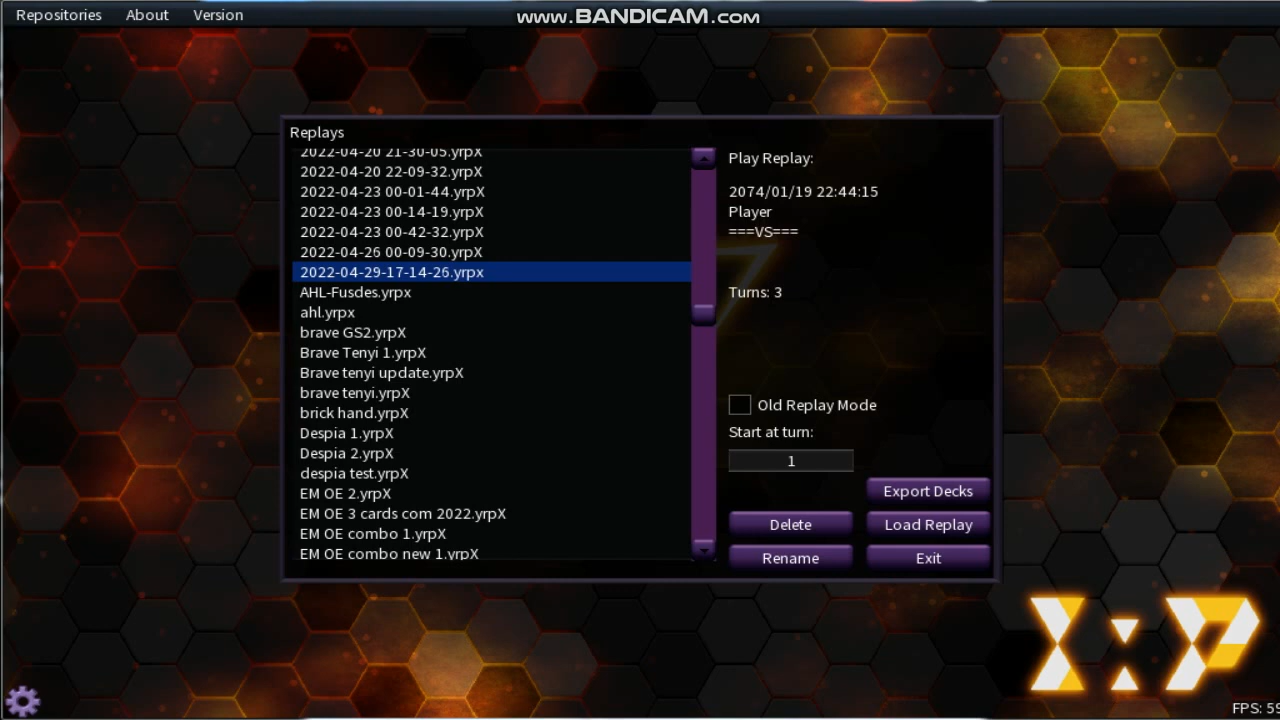 Repositories About Version
www.BANDICAM.com
Replays
2022-04-20 21-30-05.yrpX
2022-04-20 22-09-32.yrpX
2022-04-23 00-01-44.yrpX
2022-04-23 00-14-19.yrpX
2022-04-23 00-42-32.yrpX
2022-04-26 00-09-30.yrpX
2022-04-29-17-14-26.yrpx
AHL-Fusdes.yrpx
ahl.yrpx
brave GS2.yrpX
Brave Tenyi 1.yrpX
Brave tenyi update.yrpX
brave tenyi.yrpX
brick hand.yrpX
Despia 1.yrpX
Despia 2.yrpX
despia test.yrpX
EM OE 2.yrpX
EM OE 3 cards com 2022.yrpX
EM OE combo 1.yrpX
EM OE combo new 1.yrpX
Play Replay:
2074/01/19 22:44:15
Player
===VS===
Turns: 3
Old Replay Mode
Start at turn:
1
Export Decks
Delete Load Replay
Rename Exit
X:P
FPS: 59